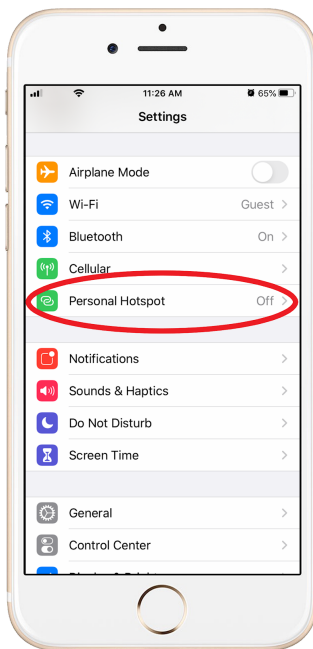 11:26 AM 65%
Settings
Airplane Mode
Wi-Fi Guest
Bluetooth On
Cellular
Personal Hotspot Off
Notifications
Sounds & Haptics
Do Not Disturb
Screen Time
General
Control Center